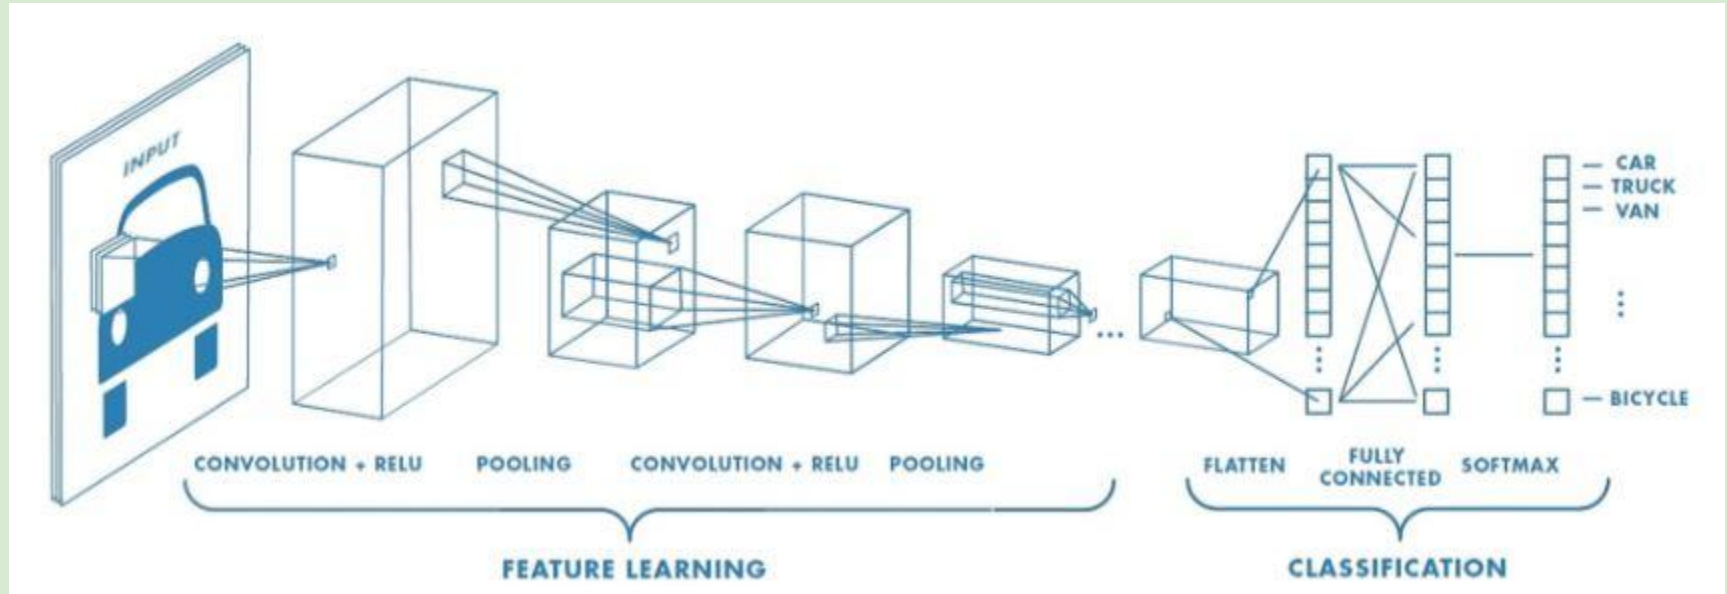 INPUT
CAR
TRUCK
VAN
BICYCLE
CONVOLUTION + RELU
POOLING
CONVOLUTION + RELU
POOLING
FLATTEN
FULLY
CONNECTED
SOFTMAX
FEATURE LEARNING
CLASSIFICATION